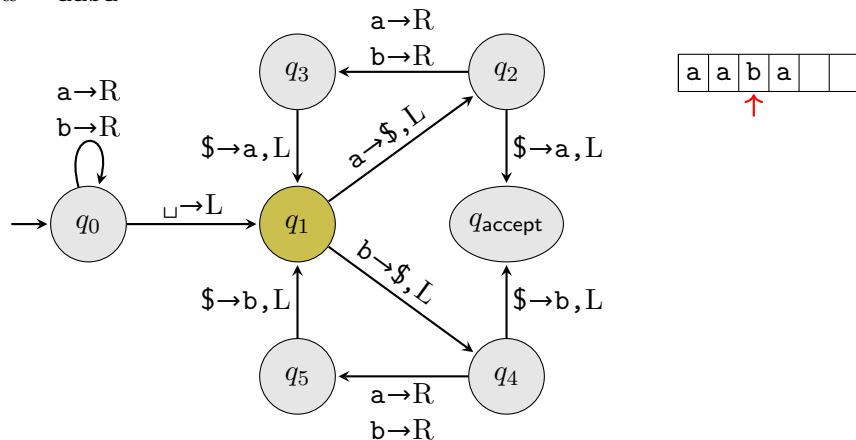 a→R
b→R
q3
q2
a a b a
a→R
b→R
$→a,L
a→$,L
$→a,L
q0
␣→L
q1
qaccept
$→b,L
b→$,L
$→b,L
q5
q4
a→R
b→R